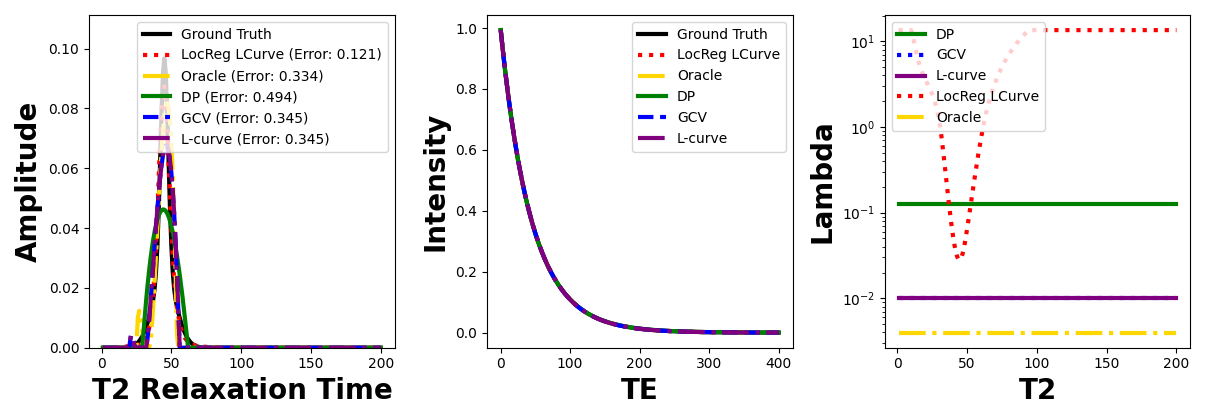 Amplitude
0.10
0.08
0.06
0.04
0.02
0.00
Ground Truth
LocReg LCurve (Error: 0.121)
Oracle (Error: 0.334)
DP (Error: 0.494)
GCV (Error: 0.345)
L-curve (Error: 0.345)
0 50 100 150 200
T2 Relaxation Time
Intensity
1.0
0.8
0.6
0.4
0.2
0.0
Ground Truth
LocReg LCurve
Oracle
DP
GCV
L-curve
0 100 200 300 400
TE
Lambda
10¹
10⁰
10⁻¹
10⁻²
DP
GCV
L-curve
LocReg LCurve
Oracle
0 50 100 150 200
T2